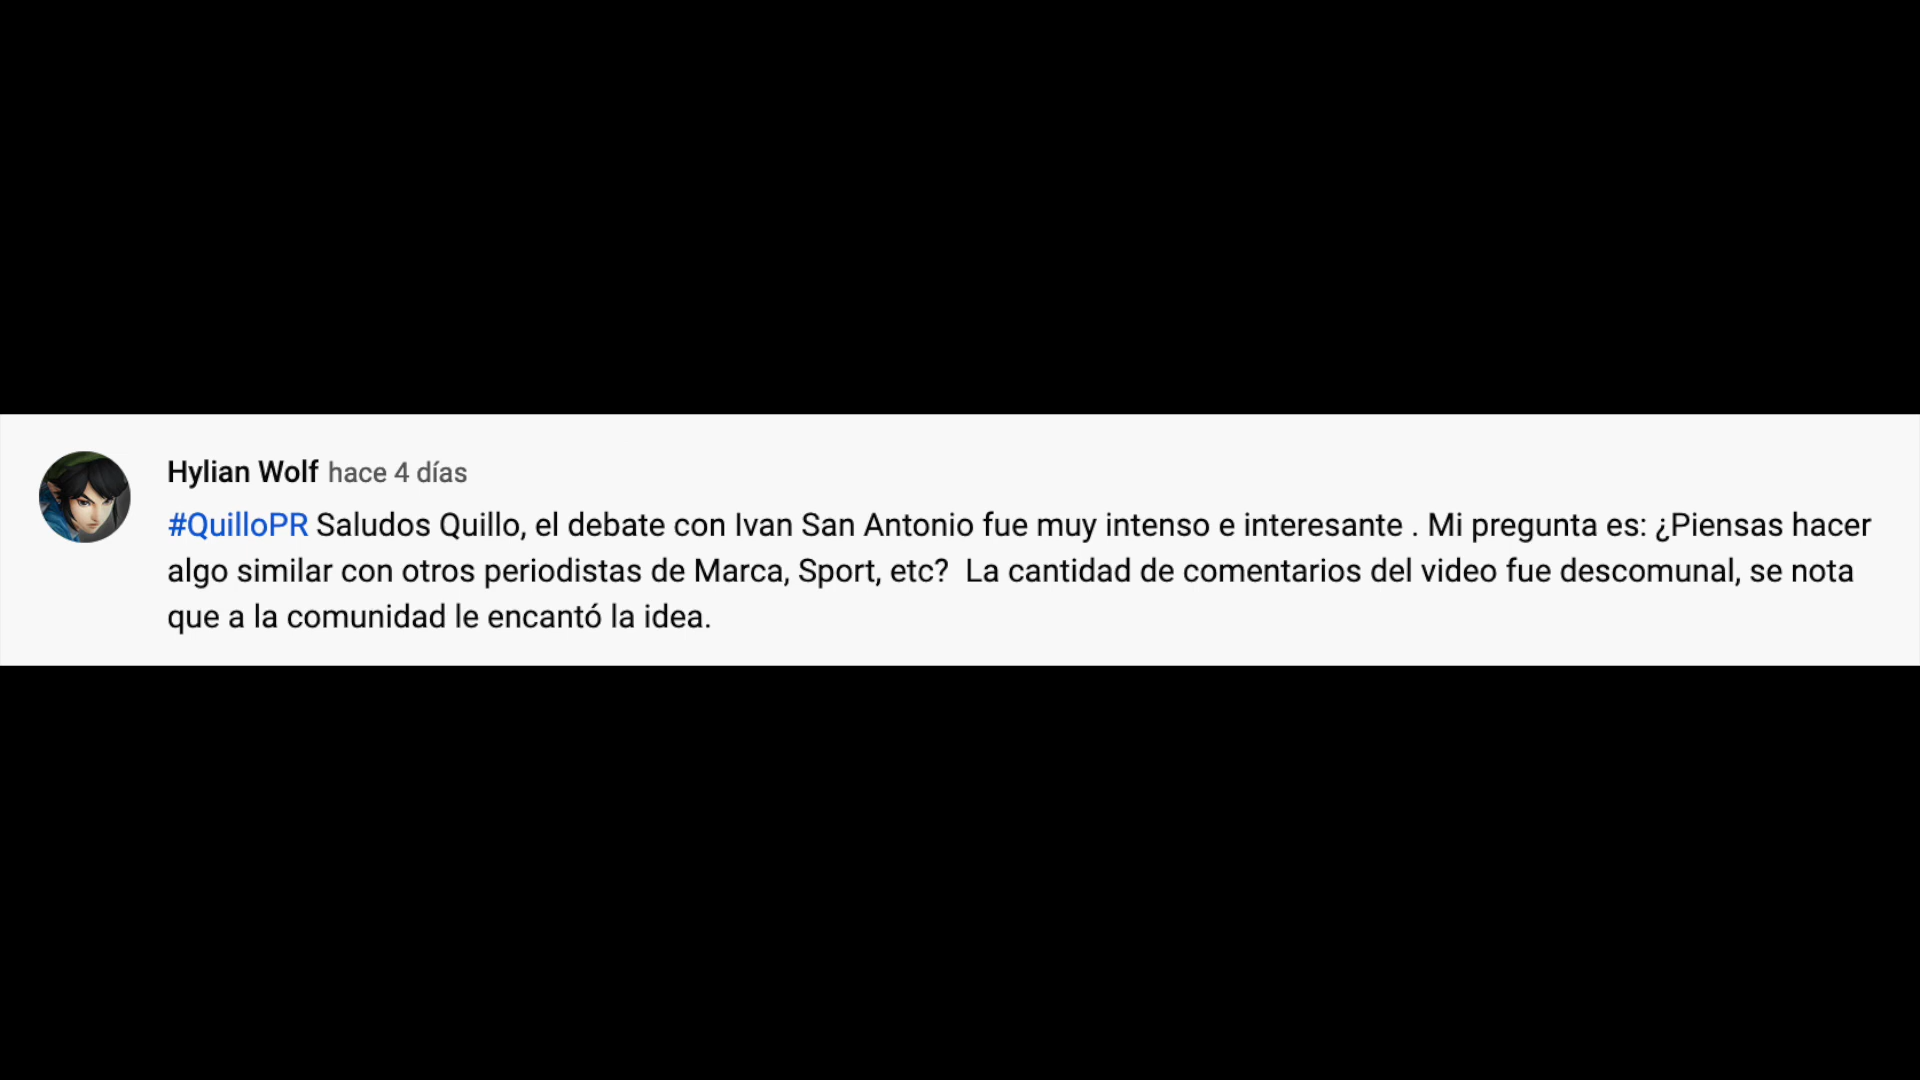 Hylian Wolf hace 4 días
#QuilloPR Saludos Quillo, el debate con Ivan San Antonio fue muy intenso e interesante . Mi pregunta es: ¿Piensas hacer
algo similar con otros periodistas de Marca, Sport, etc?  La cantidad de comentarios del video fue descomunal, se nota
que a la comunidad le encantó la idea.